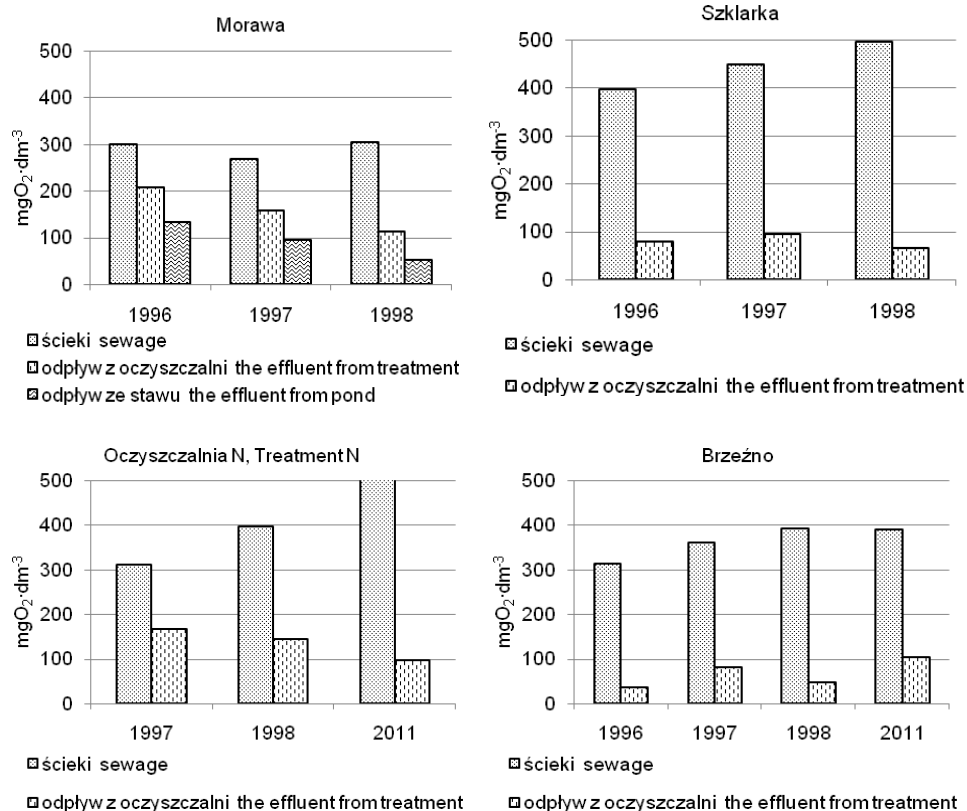 Morawa
500
400
300
200
100
0
mgO₂·dm⁻³
1996 1997 1998
ścieki sewage
odpływ z oczyszczalni the effluent from treatment
odpływ ze stawu the effluent from pond
Szklarka
500
400
300
200
100
0
mgO₂·dm⁻³
1996 1997 1998
ścieki sewage
odpływ z oczyszczalni the effluent from treatment
Oczyszczalnia N, Treatment N
500
400
300
200
100
0
mgO₂·dm⁻³
1997 1998 2011
ścieki sewage
odpływ z oczyszczalni the effluent from treatment
Brzeźno
500
400
300
200
100
0
mgO₂·dm⁻³
1996 1997 1998 2011
ścieki sewage
odpływ z oczyszczalni the effluent from treatment